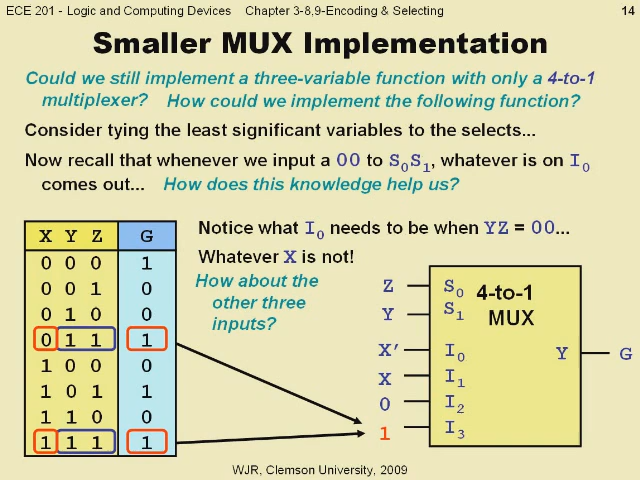 ECE 201 - Logic and Computing Devices Chapter 3-8,9-Encoding & Selecting 14
Smaller MUX Implementation
Could we still implement a three-variable function with only a 4-to-1
multiplexer? How could we implement the following function?
Consider tying the least significant variables to the selects...
Now recall that whenever we input a 00 to S0S1, whatever is on I0
comes out... How does this knowledge help us?
Notice what I0 needs to be when YZ = 00...
Whatever X is not!
How about the
other three
inputs?
X Y Z G
0 0 0 1
0 0 1 0
0 1 0 0
0 1 1 1
1 0 0 0
1 0 1 1
1 1 0 0
1 1 1 1
Z S0 4-to-1
Y S1 MUX
X' I0 Y G
X I1
0 I2
1 I3
WJR, Clemson University, 2009